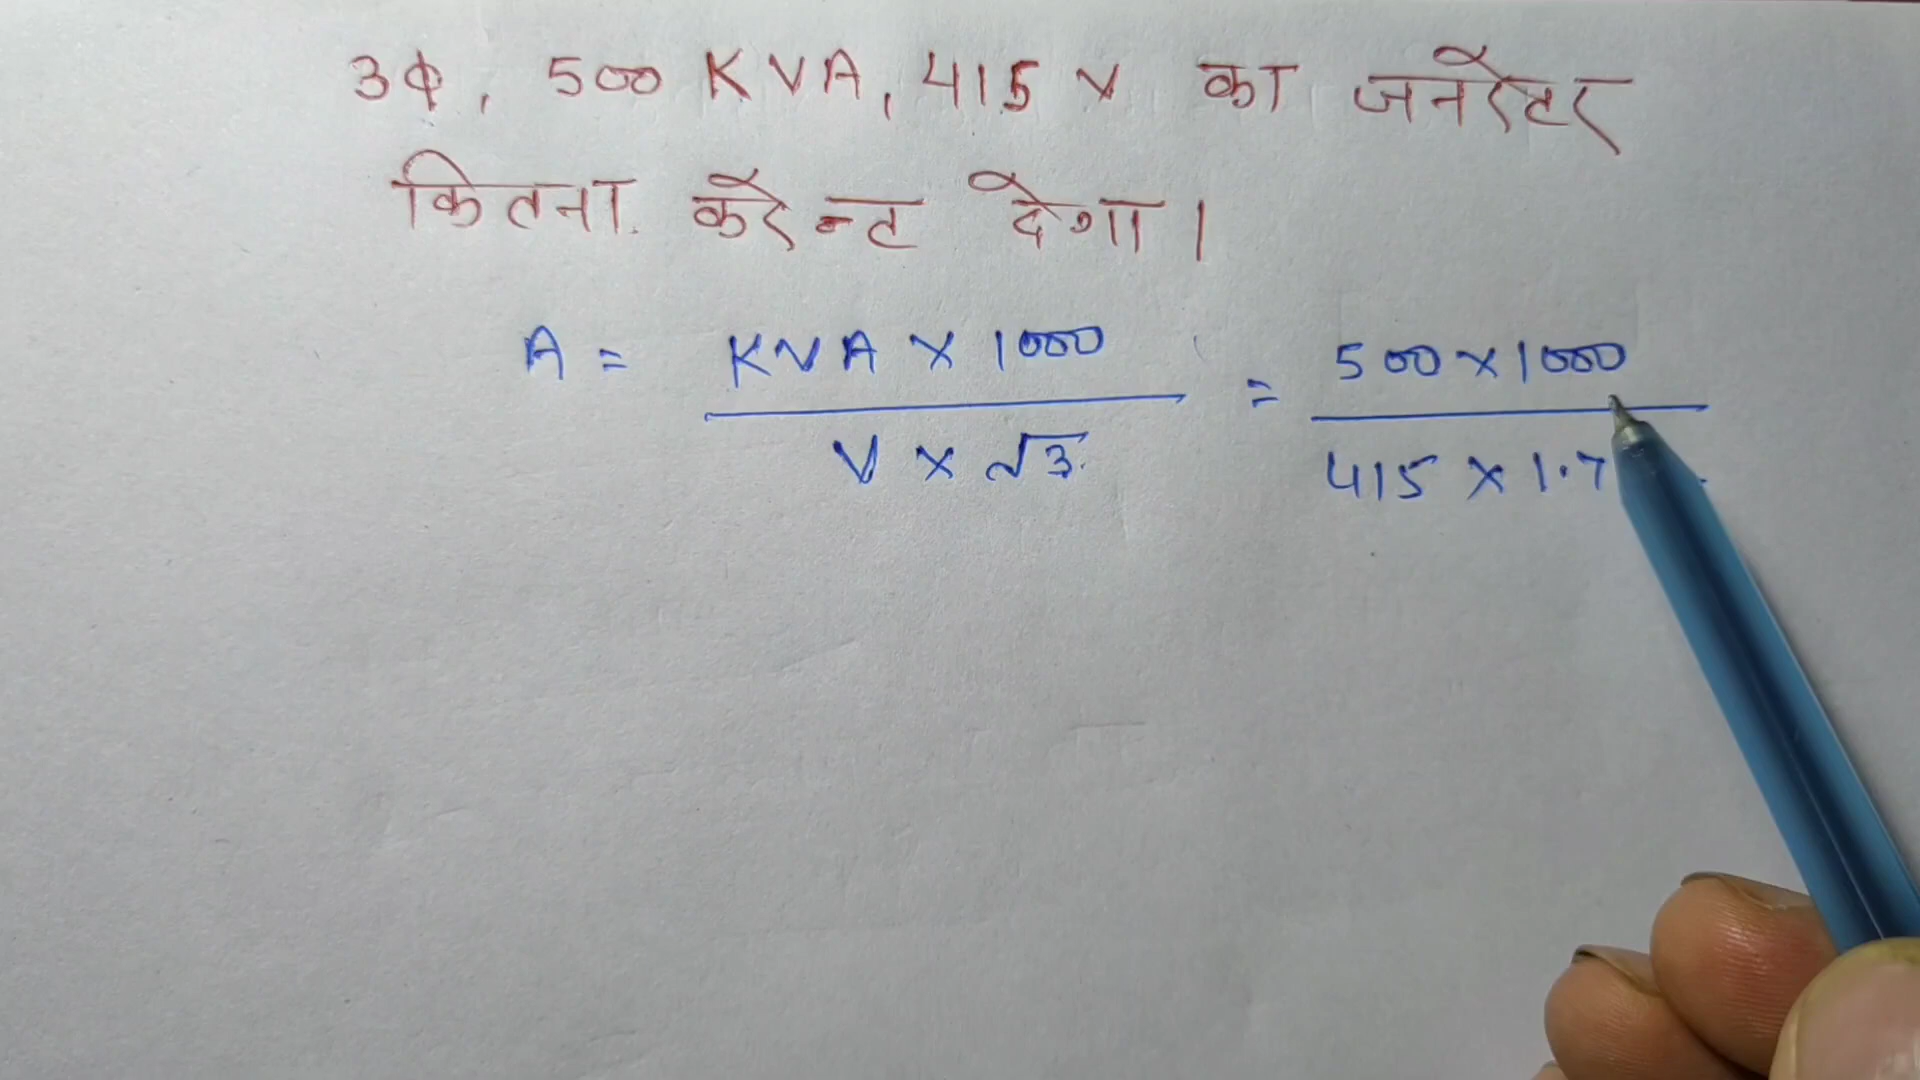 3Φ, 500 KVA, 415 V का जनरेटर
कितना करेन्ट देगा।
A = KVA X 1000 = 500 X 1000
V X √3 415 X 1.7